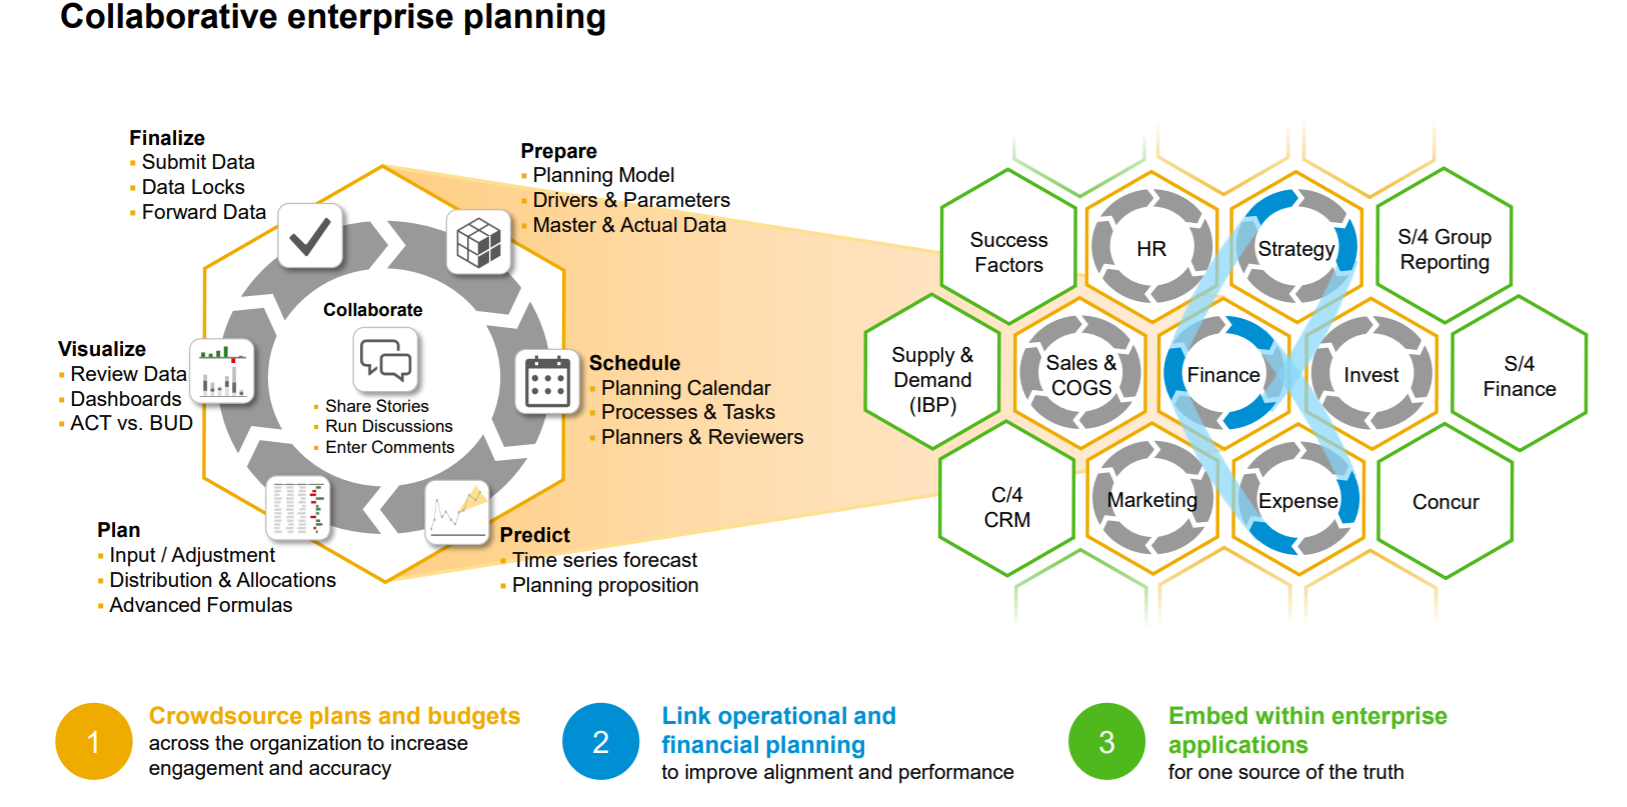 Collaborative enterprise planning
Finalize
▪ Submit Data
▪ Data Locks
▪ Forward Data
Prepare
▪ Planning Model
▪ Drivers & Parameters
▪ Master & Actual Data
Collaborate
▪ Share Stories
▪ Run Discussions
▪ Enter Comments
Visualize
▪ Review Data
▪ Dashboards
▪ ACT vs. BUD
Schedule
▪ Planning Calendar
▪ Processes & Tasks
▪ Planners & Reviewers
Plan
▪ Input / Adjustment
▪ Distribution & Allocations
▪ Advanced Formulas
Predict
▪ Time series forecast
▪ Planning proposition
Success
Factors
HR
Strategy
S/4 Group
Reporting
Supply &
Demand
(IBP)
Sales &
COGS
Finance
Invest
S/4
Finance
C/4
CRM
Marketing
Expense
Concur
1
Crowdsource plans and budgets
across the organization to increase
engagement and accuracy
2
Link operational and
financial planning
to improve alignment and performance
3
Embed within enterprise
applications
for one source of the truth